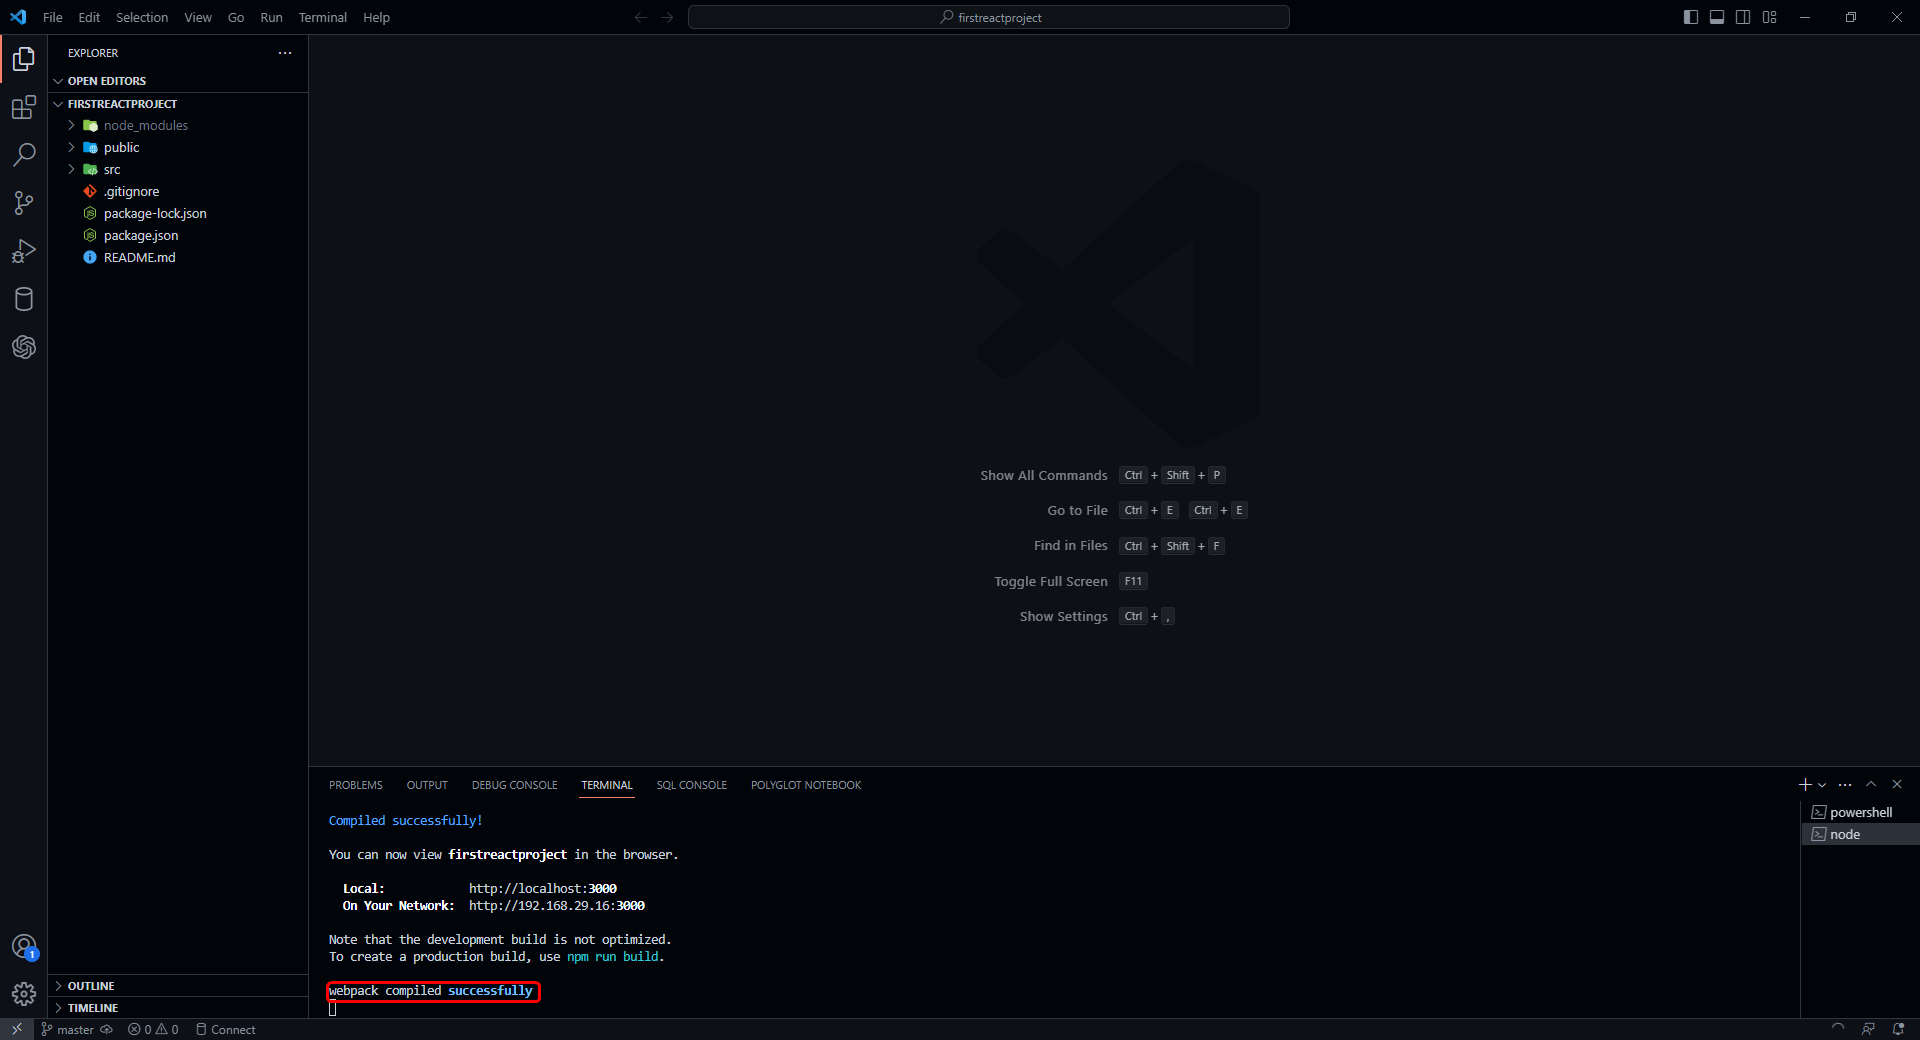 File Edit Selection View Go Run Terminal Help
firstreactproject
EXPLORER
OPEN EDITORS
FIRSTREACTPROJECT
node_modules
public
src
.gitignore
package-lock.json
package.json
README.md
OUTLINE
TIMELINE
Show All Commands Ctrl + Shift + P
Go to File Ctrl + E Ctrl + E
Find in Files Ctrl + Shift + F
Toggle Full Screen F11
Show Settings Ctrl + ,
PROBLEMS OUTPUT DEBUG CONSOLE TERMINAL SQL CONSOLE POLYGLOT NOTEBOOK
Compiled successfully!
You can now view firstreactproject in the browser.
Local: http://localhost:3000
On Your Network: http://192.168.29.16:3000
Note that the development build is not optimized.
To create a production build, use npm run build.
webpack compiled successfully
powershell
node
1
master 0 0 Connect